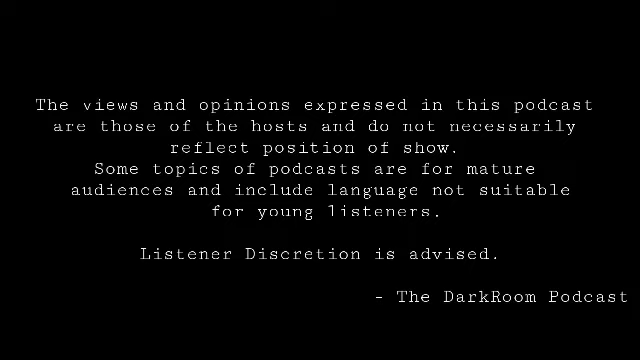 The views and opinions expressed in this podcast
are those of the hosts and do not necessarily
reflect position of show.
Some topics of podcasts are for mature
audiences and include language not suitable
for young listeners.
Listener Discretion is advised.
- The DarkRoom Podcast